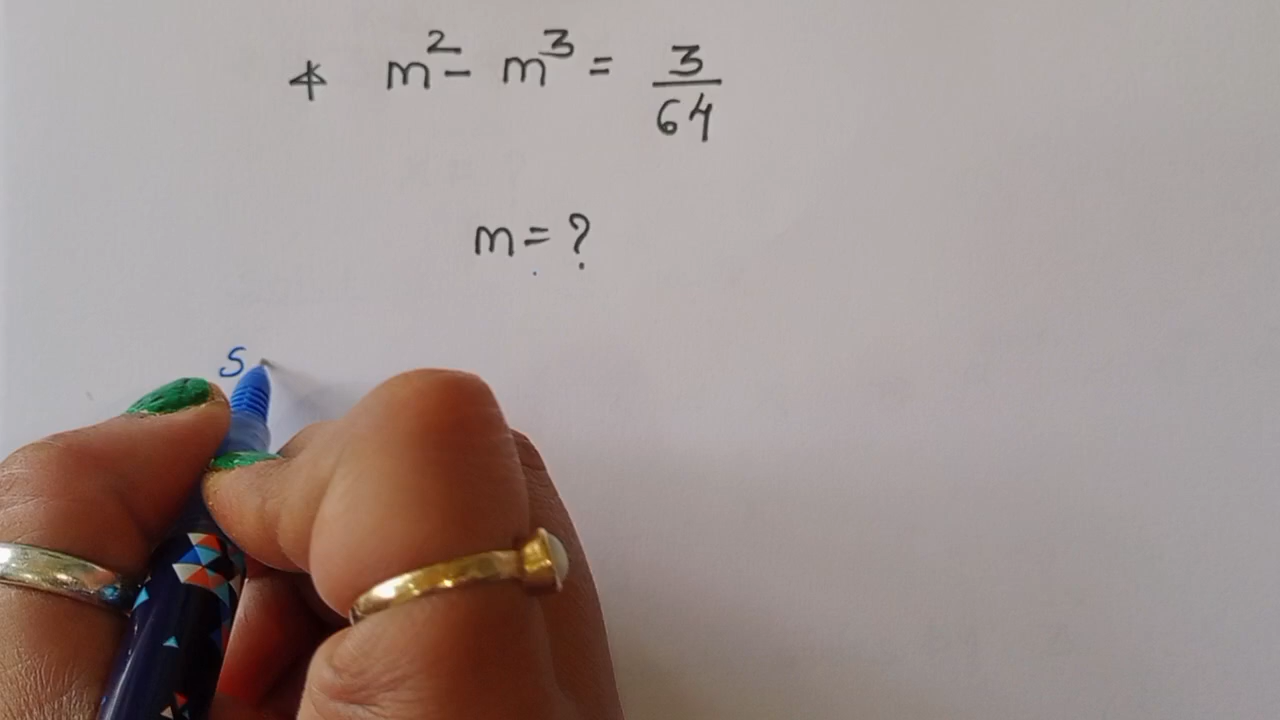 * m² - m³ = 3/64
m = ?
S